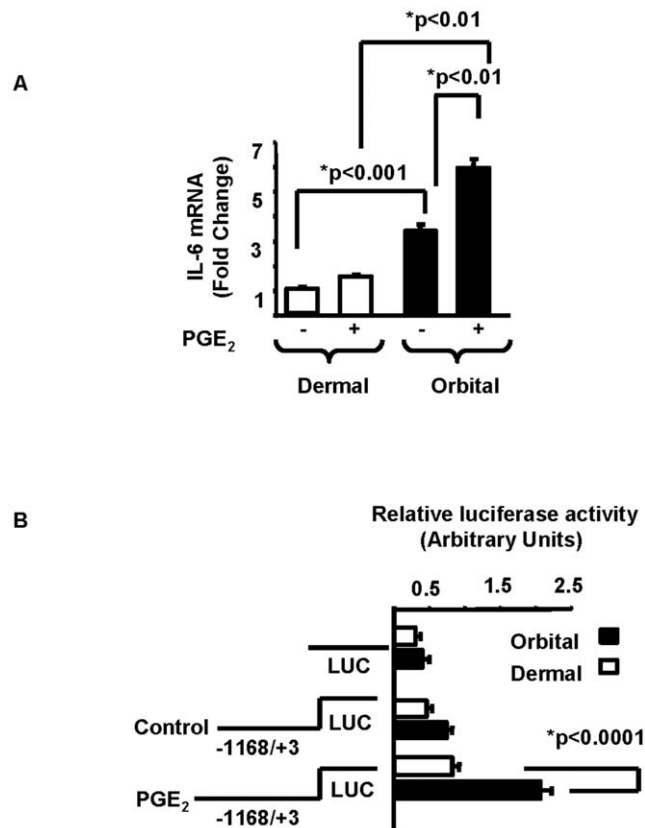 A
*p<0.01
*p<0.01
*p<0.001
IL-6 mRNA
(Fold Change)
7
5
3
1
PGE2 - + - +
Dermal Orbital
B
Relative luciferase activity
(Arbitrary Units)
0.5 1.5 2.5
LUC
Orbital
Dermal
Control LUC
-1168/+3
*p<0.0001
PGE2 LUC
-1168/+3